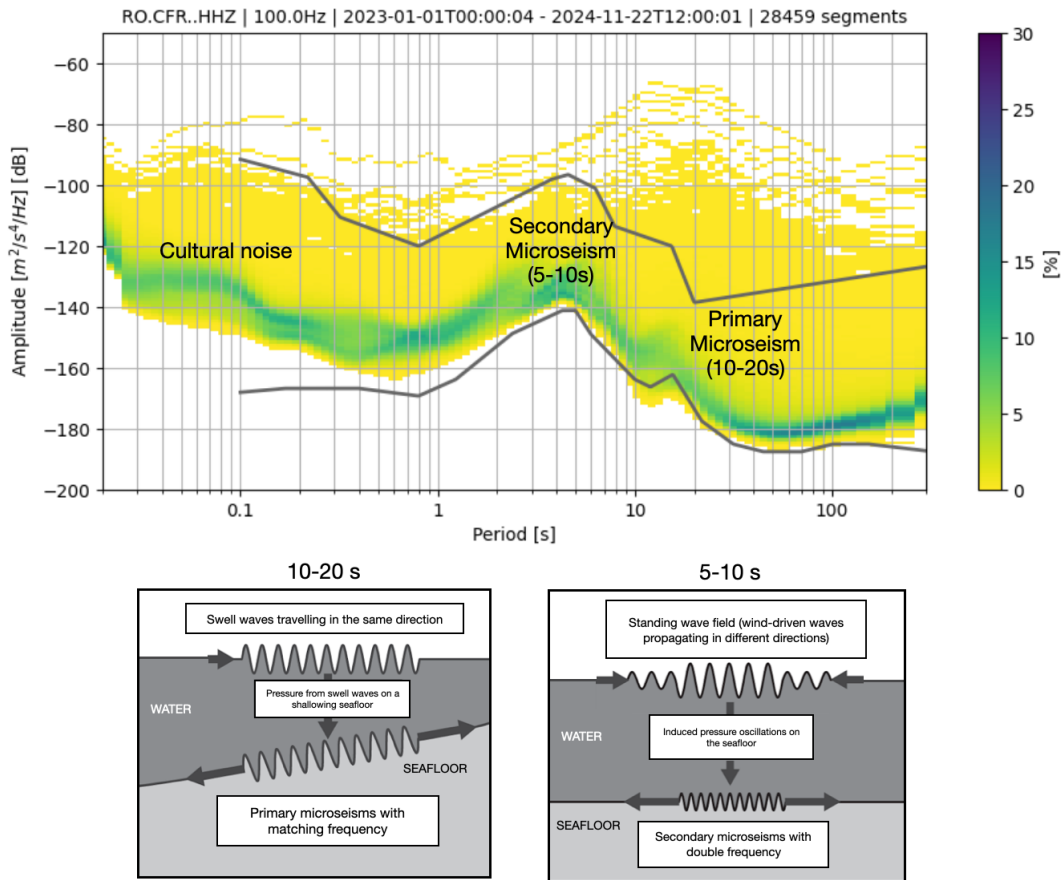 RO.CFR..HHZ | 100.0Hz | 2023-01-01T00:00:04 - 2024-11-22T12:00:01 | 28459 segments
Amplitude [m²/s⁴/Hz] [dB]
−60
−80
−100
−120
−140
−160
−180
−200
Cultural noise
Secondary
Microseism
(5-10s)
Primary
Microseism
(10-20s)
0.1
1
10
100
Period [s]
30
25
20
15
10
5
0
[%]
10-20 s
Swell waves travelling in the same direction
Pressure from swell waves on a
shallowing seafloor
WATER
SEAFLOOR
Primary microseisms with
matching frequency
5-10 s
Standing wave field (wind-driven waves
propagating in different directions)
WATER
Induced pressure oscillations on
the seafloor
SEAFLOOR
Secondary microseisms with
double frequency